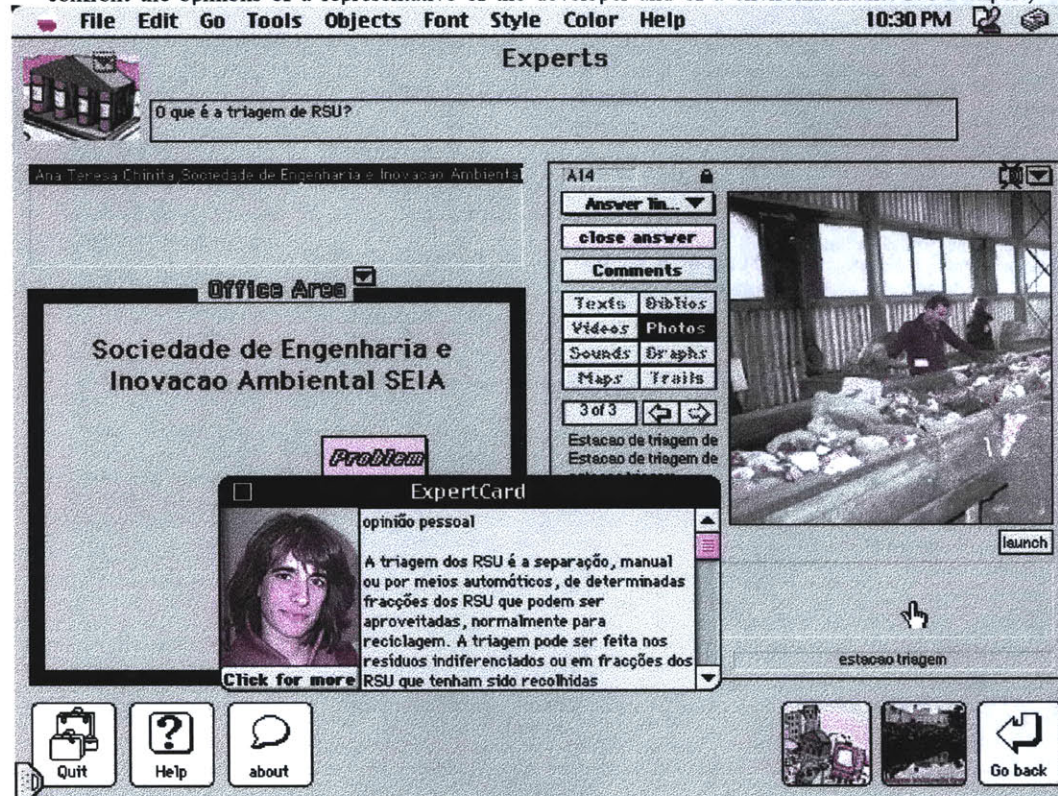 File Edit Go Tools Objects Font Style Color Help 10:30 PM
Experts
O que é a triagem de RSU?
Ana Teresa Chinita, Sociedade de Engenharia e Inovacao Ambiental
Office Area
Sociedade de Engenharia e
Inovacao Ambiental SEIA
Problem
A14
Answer lin...
close answer
Comments
Texts Biblios
Videos Photos
Sounds Graphs
Maps Trails
3 of 3
Estacao de triagem de
Estacao de triagem de
launch
estacao triagem
ExpertCard
opinião pessoal
A triagem dos RSU é a separação, manual
ou por meios automóticos, de determinadas
fracções dos RSU que podem ser
aproveitadas, normalmente para
reciclagem. A triagem pode ser feita nos
resíduos indiferenciados ou em fracções dos
RSU que tenham sido recolhidas
Click for more
Quit
Help
about
Go back